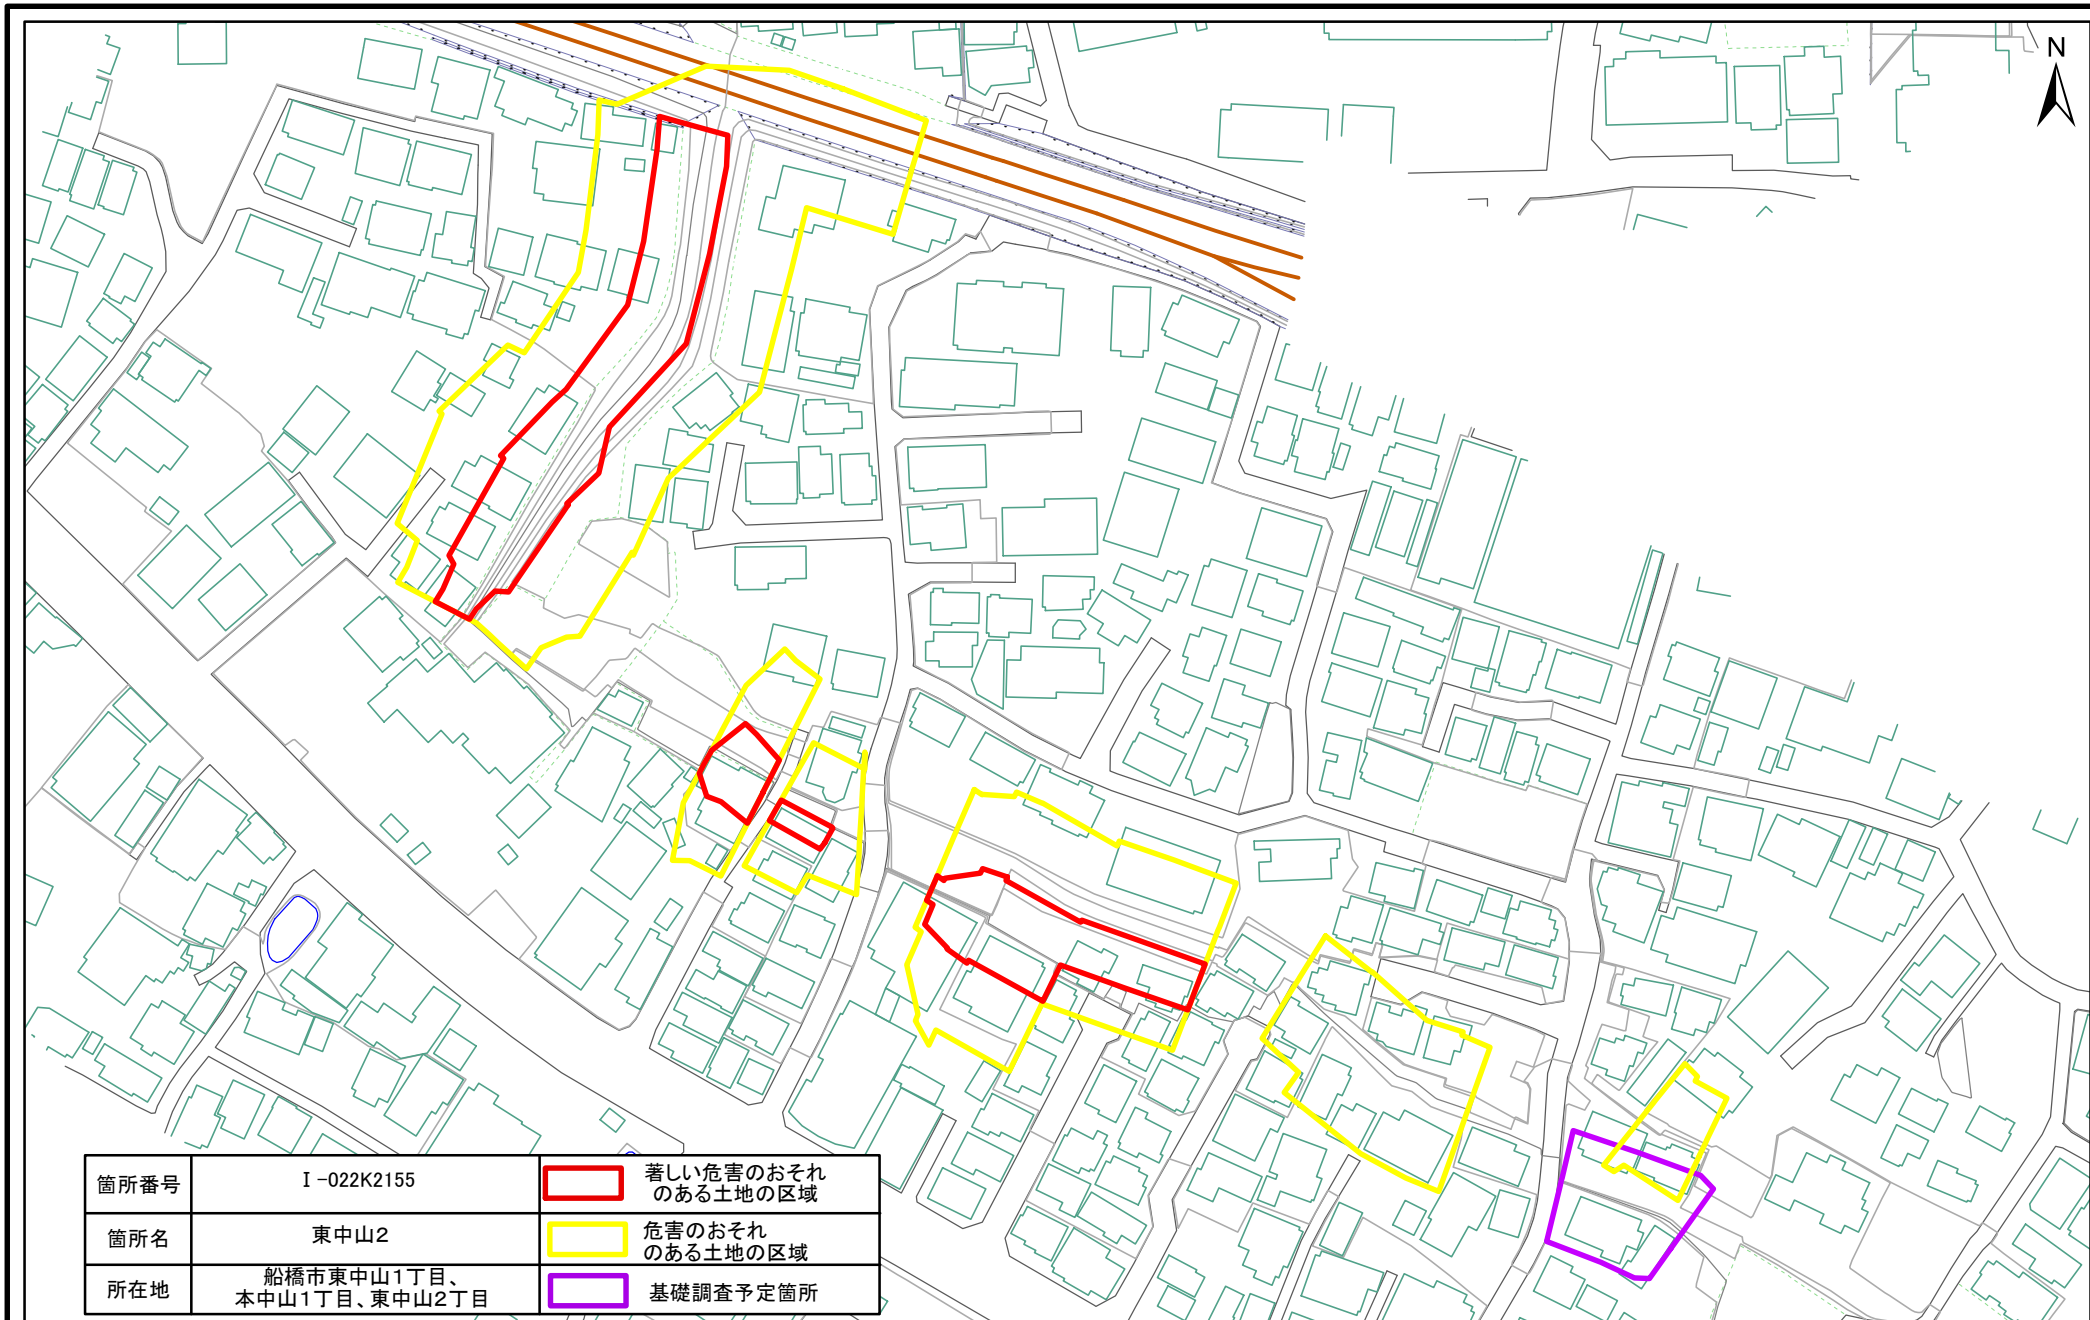 N
箇所番号
Ⅰ-022K2155
著しい危害のおそれ
のある土地の区域
箇所名
東中山2
危害のおそれ
のある土地の区域
所在地
船橋市東中山1丁目、
本中山1丁目、東中山2丁目
基礎調査予定箇所